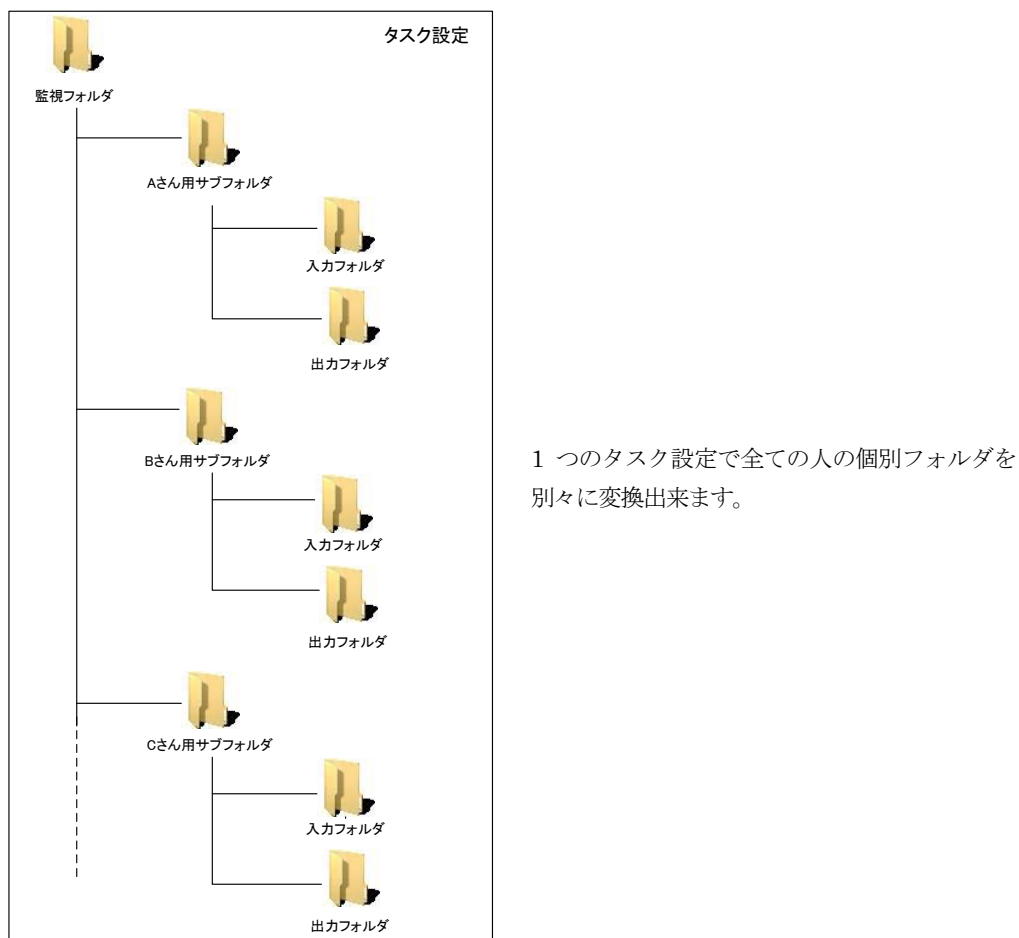 タスク設定
監視フォルダ
Aさん用サブフォルダ
入力フォルダ
出力フォルダ
Bさん用サブフォルダ
入力フォルダ
出力フォルダ
Cさん用サブフォルダ
入力フォルダ
出力フォルダ
1 つのタスク設定で全ての人の個別フォルダを
別々に変換出来ます。